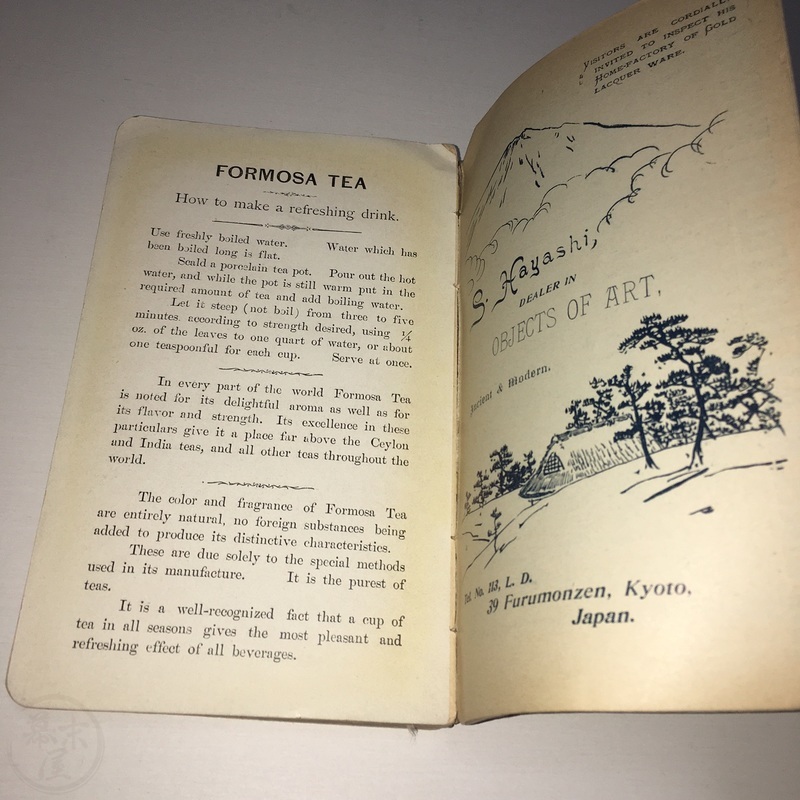 FORMOSA TEA
How to make a refreshing drink.
Use freshly boiled water. Water which has
been boiled long is flat.
Scald a porcelain tea pot. Pour out the hot
water, and while the pot is still warm put in the
required amount of tea and add boiling water.
Let it steep (not boil) from three to five
minutes, according to strength desired, using ¼
oz. of the leaves to one quart of water, or about
one teaspoonful for each cup. Serve at once.
In every part of the world Formosa Tea
is noted for its delightful aroma as well as for
its flavor and strength. Its excellence in these
particulars give it a place far above the Ceylon
and India teas, and all other teas throughout the
world.
The color and fragrance of Formosa Tea
are entirely natural, no foreign substances being
added to produce its distinctive characteristics.
These are due solely to the special methods
used in its manufacture. It is the purest of
teas.
It is a well-recognized fact that a cup of
tea in all seasons gives the most pleasant and
refreshing effect of all beverages.
VISITORS ARE CORDIALL
INVITED TO INSPECT HIS
HOME-FACTORY OF GOLD
LACQUER WARE.
S. Hayashi,
DEALER IN
OBJECTS OF ART,
Ancient & Modern.
Tel. No. 113, L. D.
39 Furumonzen, Kyoto,
Japan.
幕末屋